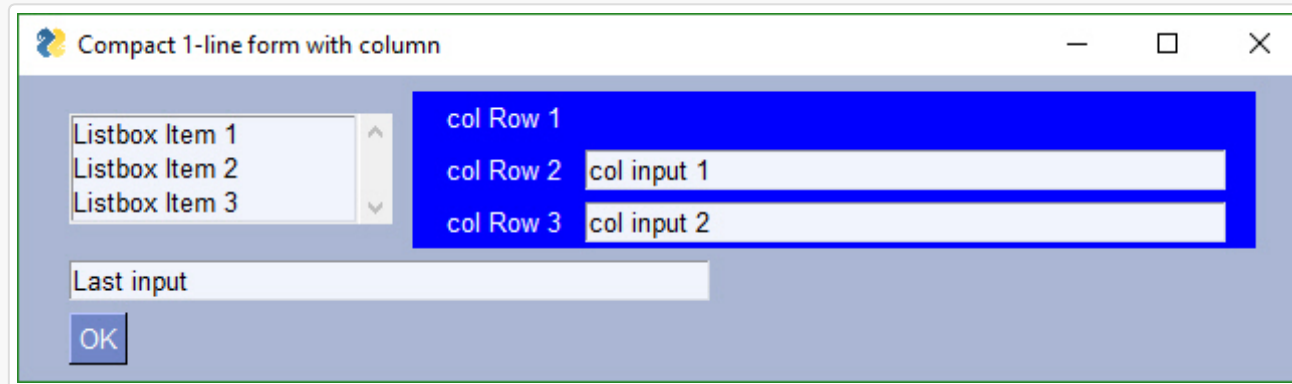 Compact 1-line form with column
Listbox Item 1
Listbox Item 2
Listbox Item 3
col Row 1
col Row 2 col input 1
col Row 3 col input 2
Last input
OK